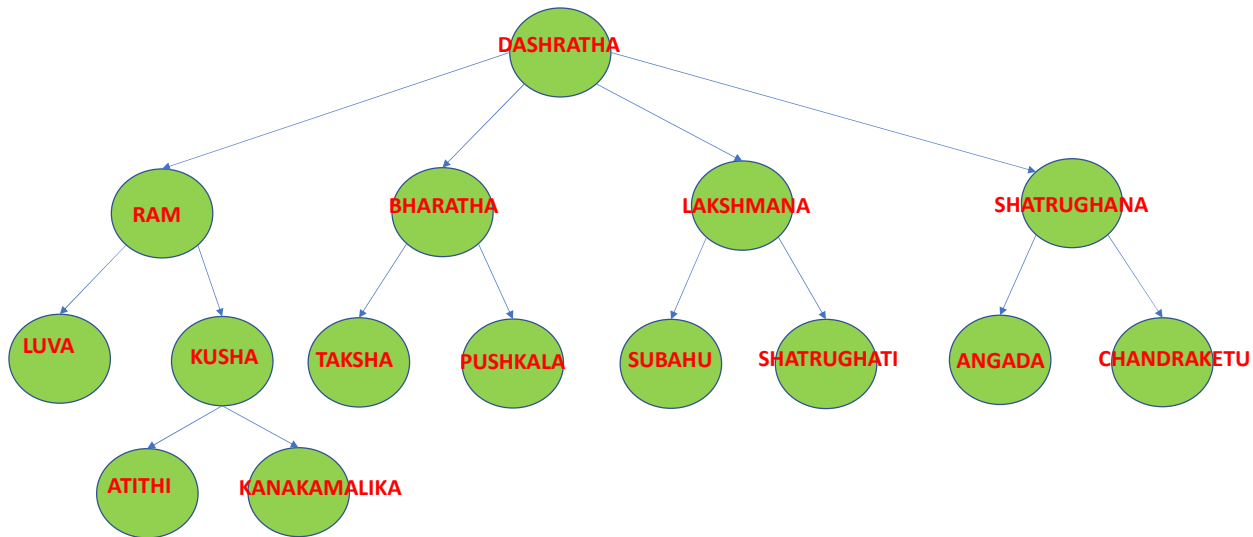 DASHRATHA
RAM
BHARATHA
LAKSHMANA
SHATRUGHANA
LUVA
KUSHA
TAKSHA
PUSHKALA
SUBAHU
SHATRUGHATI
ANGADA
CHANDRAKETU
ATITHI
KANAKAMALIKA